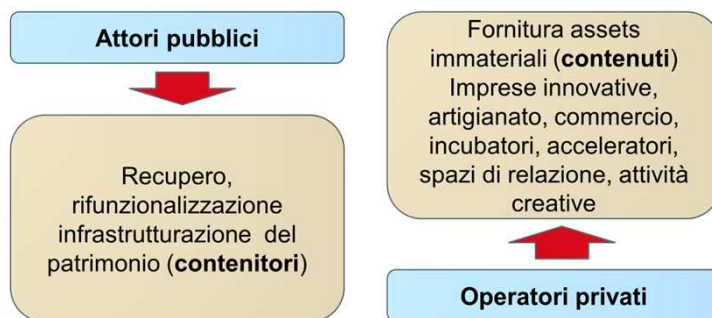 Attori pubblici
Recupero,
rifunzionalizzazione
infrastrutturazione del
patrimonio (contenitori)
Fornitura assets
immateriali (contenuti)
Imprese innovative,
artigianato, commercio,
incubatori, acceleratori,
spazi di relazione, attività
creative
Operatori privati